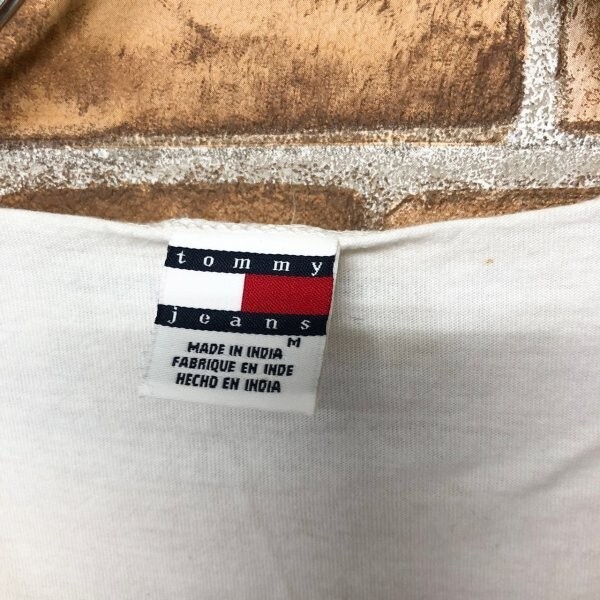 tommy
jeans
M
MADE IN INDIA
FABRIQUE EN INDE
HECHO EN INDIA